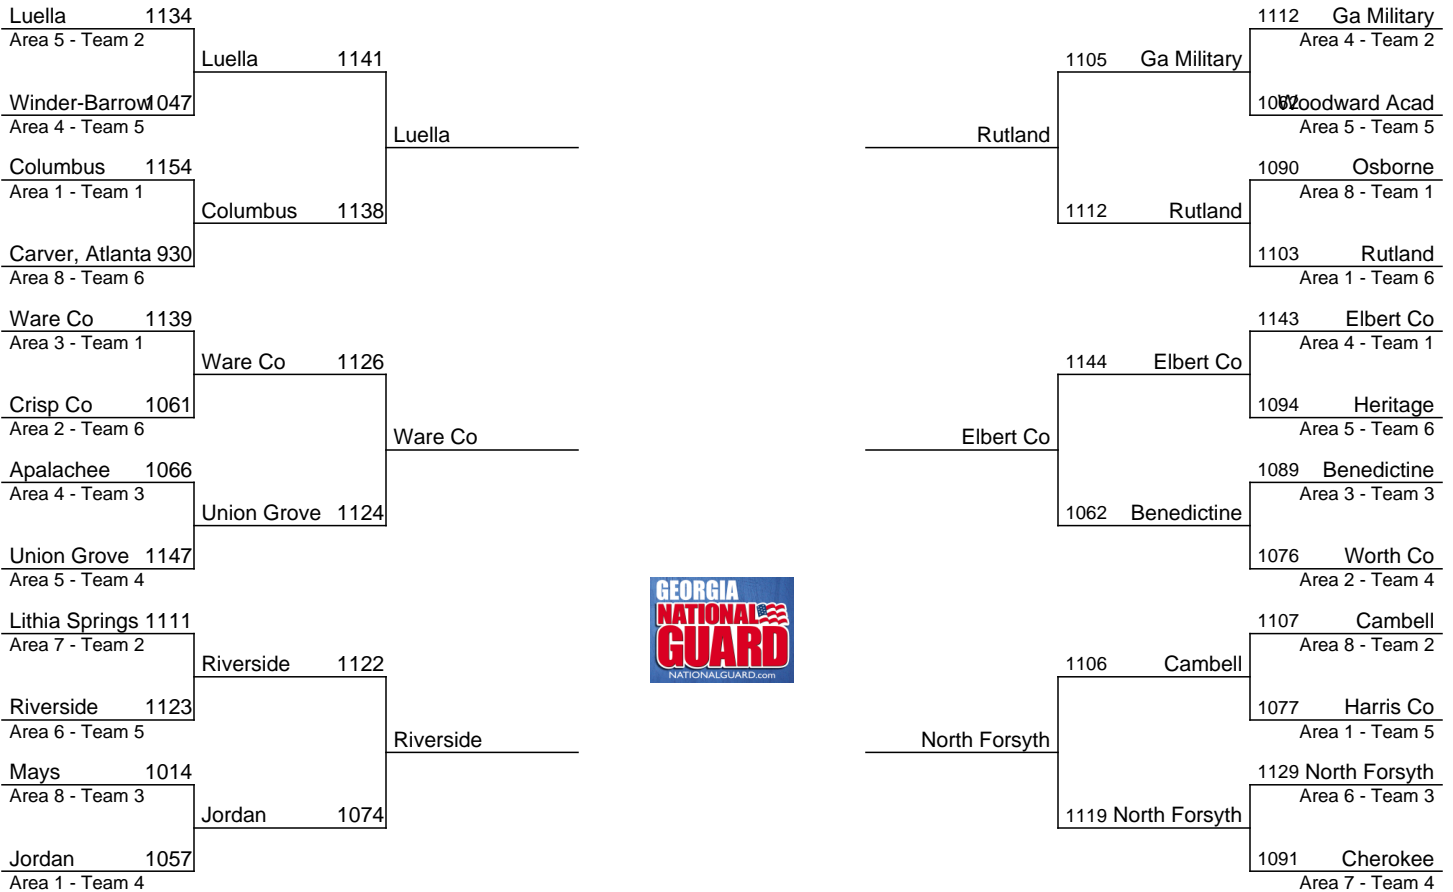 Luella 1134
Area 5 - Team 2
Luella 1141
Winder-Barrow 1047
Area 4 - Team 5
Luella
Columbus 1154
Area 1 - Team 1
Columbus 1138
Carver, Atlanta 930
Area 8 - Team 6
Ware Co 1139
Area 3 - Team 1
Ware Co 1126
Crisp Co 1061
Area 2 - Team 6
Ware Co
Apalachee 1066
Area 4 - Team 3
Union Grove 1124
Union Grove 1147
Area 5 - Team 4
Lithia Springs 1111
Area 7 - Team 2
Riverside 1122
Riverside 1123
Area 6 - Team 5
Riverside
Mays 1014
Area 8 - Team 3
Jordan 1074
Jordan 1057
Area 1 - Team 4
GEORGIA
NATIONAL
GUARD
NATIONALGUARD.com
1112 Ga Military
Area 4 - Team 2
1105 Ga Military
1062 Woodward Acad
Area 5 - Team 5
Rutland
1090 Osborne
Area 8 - Team 1
1112 Rutland
1103 Rutland
Area 1 - Team 6
1143 Elbert Co
Area 4 - Team 1
1144 Elbert Co
1094 Heritage
Area 5 - Team 6
Elbert Co
1089 Benedictine
Area 3 - Team 3
1062 Benedictine
1076 Worth Co
Area 2 - Team 4
1107 Cambell
Area 8 - Team 2
1106 Cambell
1077 Harris Co
Area 1 - Team 5
North Forsyth
1129 North Forsyth
Area 6 - Team 3
1119 North Forsyth
1091 Cherokee
Area 7 - Team 4